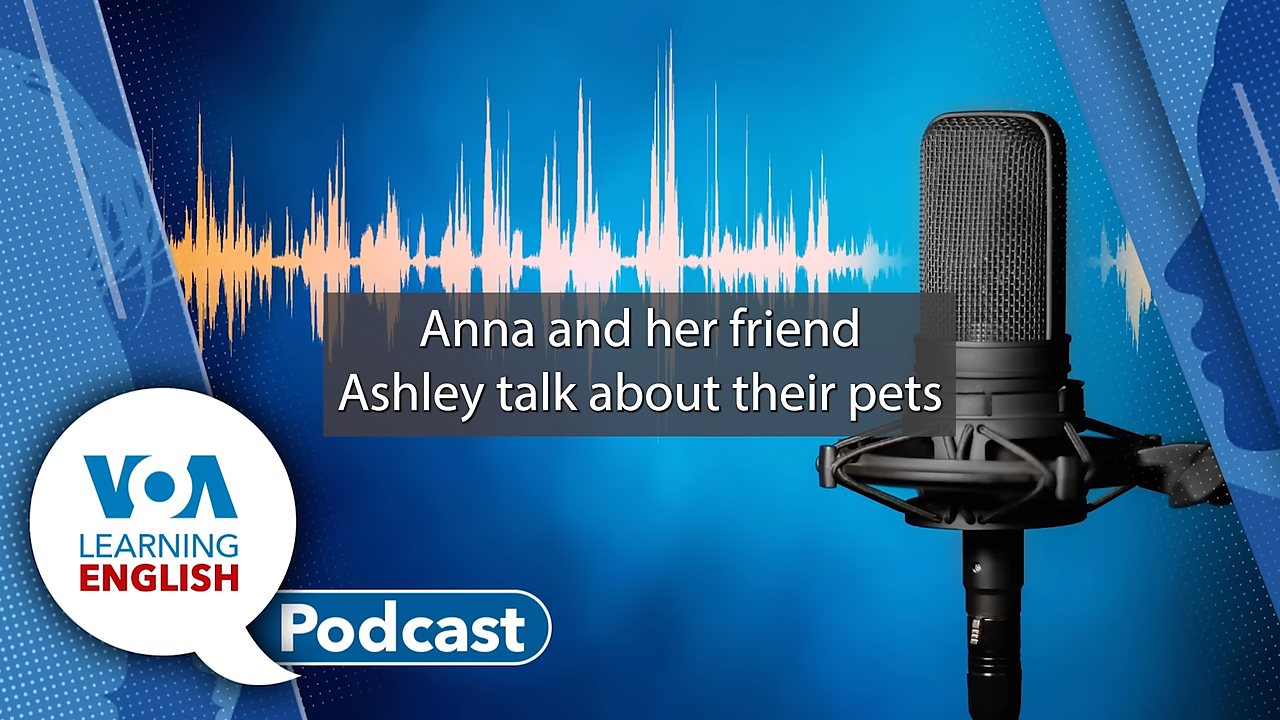 Anna and her friend
Ashley talk about their pets
VOA
LEARNING
ENGLISH
Podcast